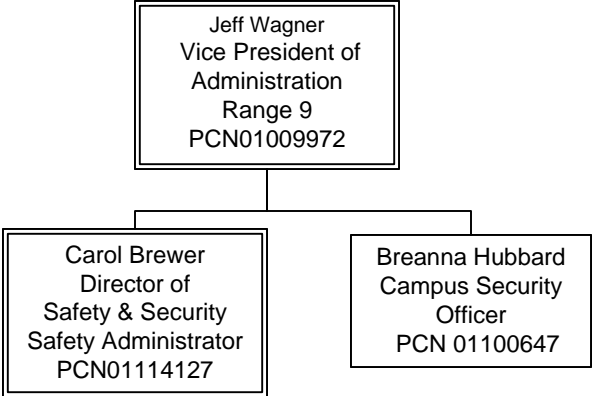 Jeff Wagner
Vice President of
Administration
Range 9
PCN01009972
Carol Brewer
Director of
Safety & Security
Safety Administrator
PCN01114127
Breanna Hubbard
Campus Security
Officer
PCN 01100647